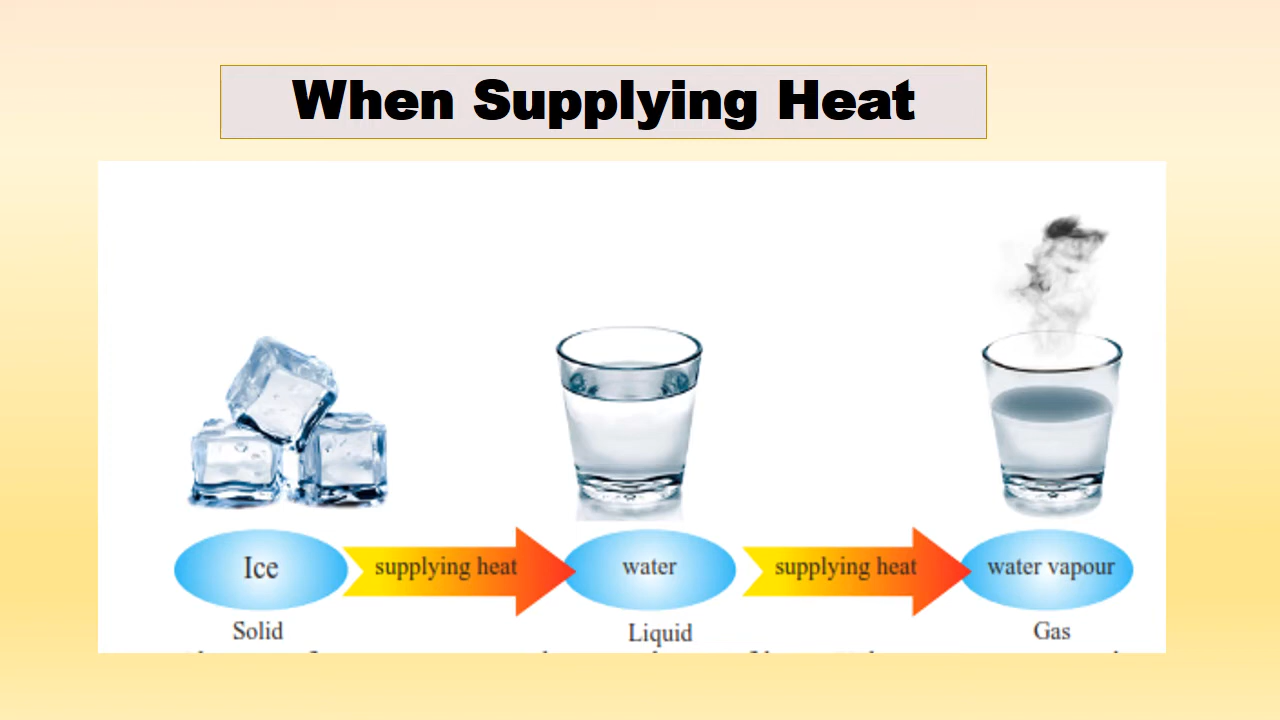 When Supplying Heat
Ice supplying heat water supplying heat water vapour
Solid Liquid Gas